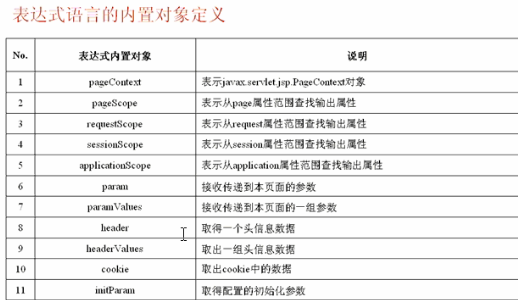 表达式语言的内置对象定义
No. 表达式内置对象 说明
1 pageContext 表示javax.servlet.jsp.PageContext对象
2 pageScope 表示从page属性范围查找输出属性
3 requestScope 表示从request属性范围查找输出属性
4 sessionScope 表示从session属性范围查找输出属性
5 applicationScope 表示从application属性范围查找输出属性
6 param 接收传递到本页面的参数
7 paramValues 接收传递到本页面的一组参数
8 header 取得一个头信息数据
9 headerValues 取出一组头信息数据
10 cookie 取出cookie中的数据
11 initParam 取得配置的初始化参数